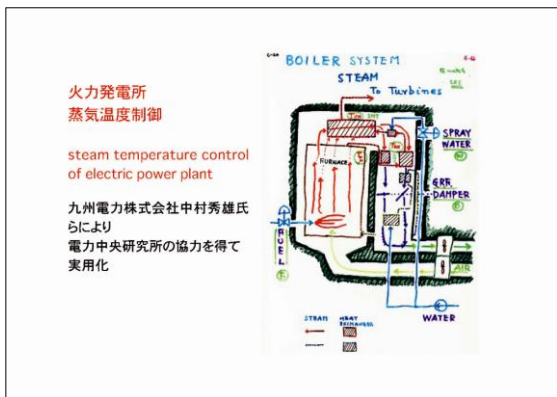 火力発電所
蒸気温度制御
steam temperature control
of electric power plant
九州電力株式会社中村秀雄氏
らにより
電力中央研究所の協力を得て
実用化
BOILER SYSTEM
STEAM
To Turbines
SPRAY
WATER
FURNACE
GRR
DAMPER
FUEL
AIR
WATER
STEAM
HEAT
EXCHANGER